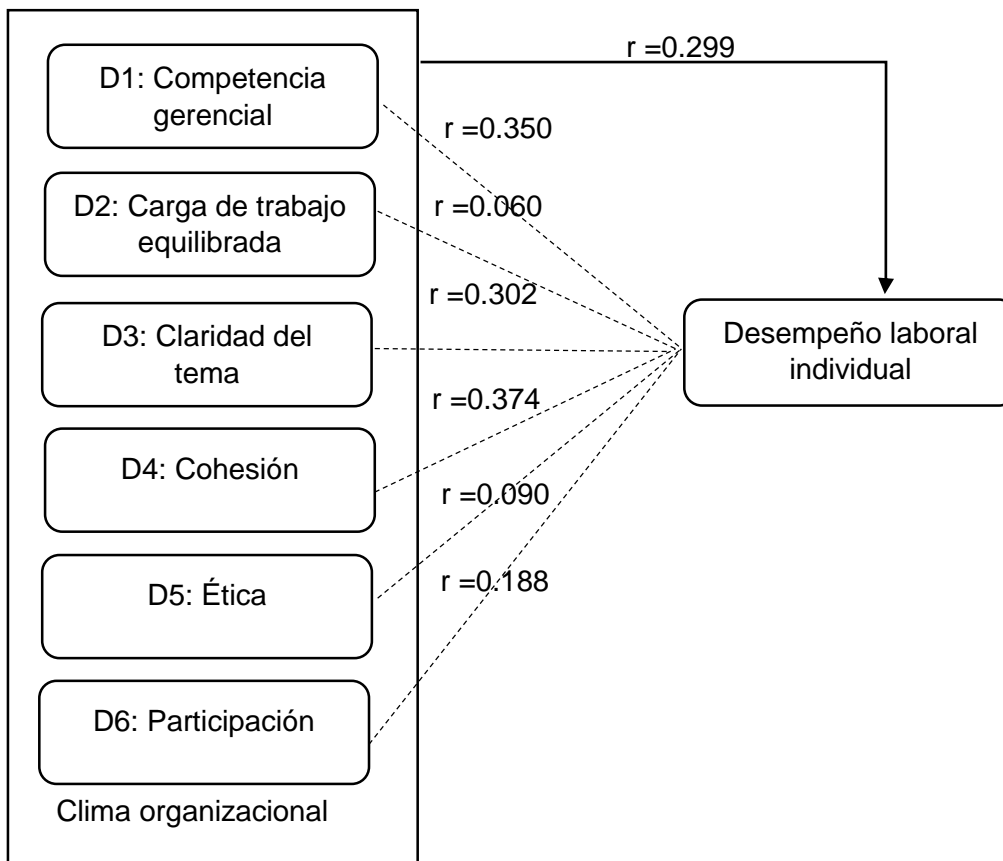 r =0.299
D1: Competencia
gerencial
r =0.350
D2: Carga de trabajo
equilibrada
r =0.060
r =0.302
D3: Claridad del
tema
Desempeño laboral
individual
r =0.374
D4: Cohesión
r =0.090
D5: Ética
r =0.188
D6: Participación
Clima organizacional